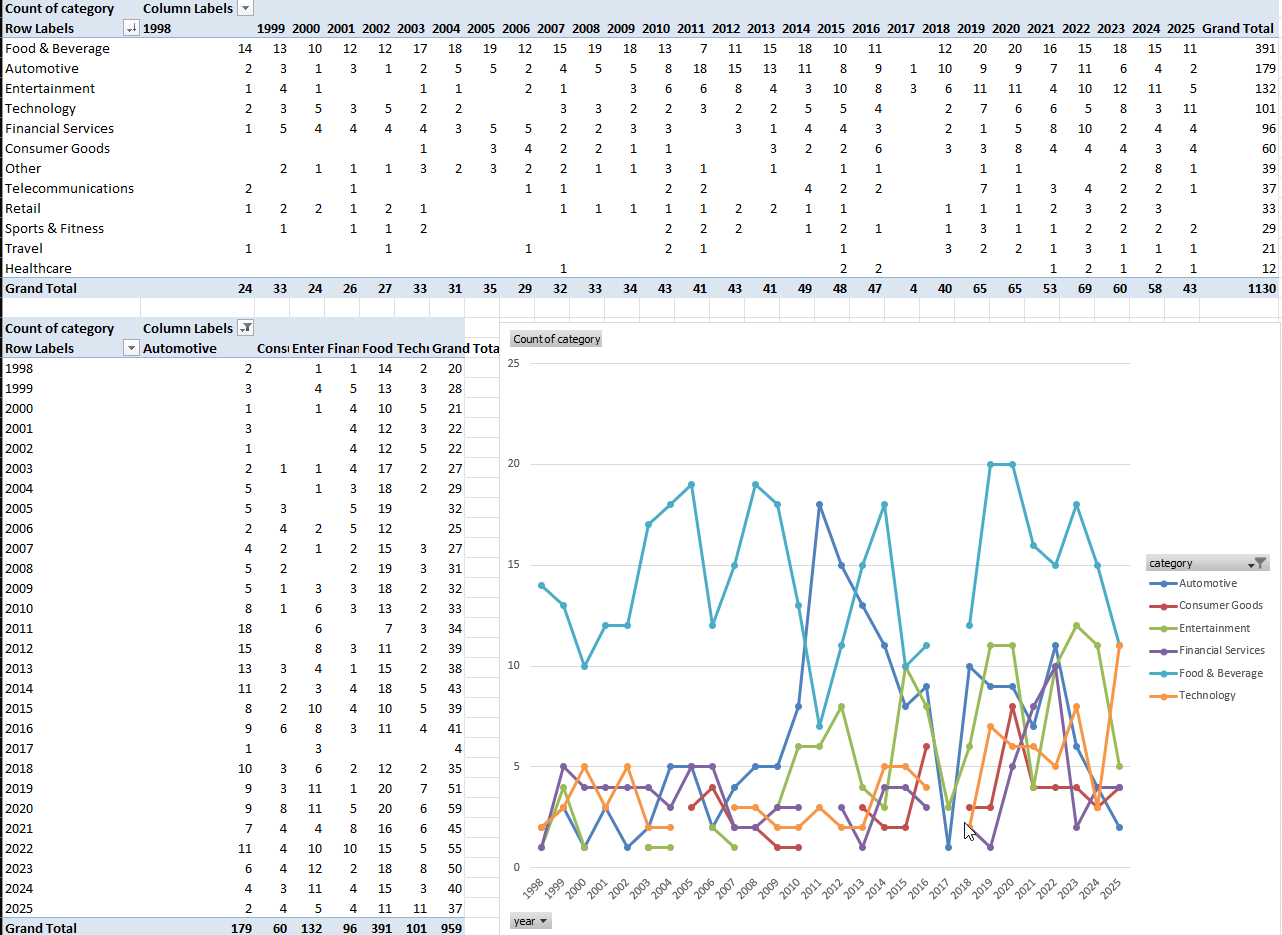 Count of category Column Labels
Row Labels 1998 1999 2000 2001 2002 2003 2004 2005 2006 2007 2008 2009 2010 2011 2012 2013 2014 2015 2016 2017 2018 2019 2020 2021 2022 2023 2024 2025 Grand Total
Food & Beverage 14 13 10 12 12 17 18 19 12 15 19 18 13 7 11 15 18 10 11 12 20 20 16 15 18 15 11 391
Automotive 2 3 1 3 1 2 5 5 2 4 5 5 8 18 15 13 11 8 9 1 10 9 9 7 11 6 4 2 179
Entertainment 1 4 1 1 1 2 1 3 6 6 8 4 3 10 8 3 6 11 11 4 10 12 11 5 132
Technology 2 3 5 3 5 2 2 3 3 2 2 3 2 2 5 5 4 2 7 6 6 5 8 3 11 101
Financial Services 1 5 4 4 4 4 3 5 5 2 2 3 3 3 1 4 4 3 2 1 5 8 10 2 4 4 96
Consumer Goods 1 3 4 2 2 1 1 3 2 2 6 3 3 8 4 4 4 3 4 60
Other 2 1 1 1 3 2 3 2 2 1 1 3 1 1 1 1 1 1 2 8 1 39
Telecommunications 2 1 1 1 2 2 4 2 2 7 1 3 4 2 2 1 37
Retail 1 2 2 1 2 1 1 1 1 1 1 2 2 1 1 1 1 1 2 3 2 3 33
Sports & Fitness 1 1 1 2 2 2 2 1 2 1 1 3 1 1 2 2 2 2 29
Travel 1 1 1 2 1 1 3 2 2 1 3 1 1 1 21
Healthcare 1 2 2 1 2 1 2 1 12
Grand Total 24 33 24 26 27 33 31 35 29 32 33 34 43 41 43 41 49 48 47 4 40 65 65 53 69 60 58 43 1130
Count of category Column Labels
Row Labels Automotive Consu Enter Finan Food Techn Grand Total
1998 2 1 1 14 2 20
1999 3 4 5 13 3 28
2000 1 1 4 10 5 21
2001 3 4 12 3 22
2002 1 4 12 5 22
2003 2 1 1 4 17 2 27
2004 5 1 3 18 2 29
2005 5 3 5 19 32
2006 2 4 2 5 12 25
2007 4 2 1 2 15 3 27
2008 5 2 2 19 3 31
2009 5 1 3 3 18 2 32
2010 8 1 6 3 13 2 33
2011 18 6 7 3 34
2012 15 8 3 11 2 39
2013 13 3 4 1 15 2 38
2014 11 2 3 4 18 5 43
2015 8 2 10 4 10 5 39
2016 9 6 8 3 11 4 41
2017 1 3 4
2018 10 3 6 2 12 2 35
2019 9 3 11 1 20 7 51
2020 9 8 11 5 20 6 59
2021 7 4 4 8 16 6 45
2022 11 4 10 10 15 5 55
2023 6 4 12 2 18 8 50
2024 4 3 11 4 15 3 40
2025 2 4 5 4 11 11 37
Grand Total 179 60 132 96 391 101 959
Count of category
25
20
15
10
5
0
1998 1999 2000 2001 2002 2003 2004 2005 2006 2007 2008 2009 2010 2011 2012 2013 2014 2015 2016 2017 2018 2019 2020 2021 2022 2023 2024 2025
category
Automotive
Consumer Goods
Entertainment
Financial Services
Food & Beverage
Technology
year